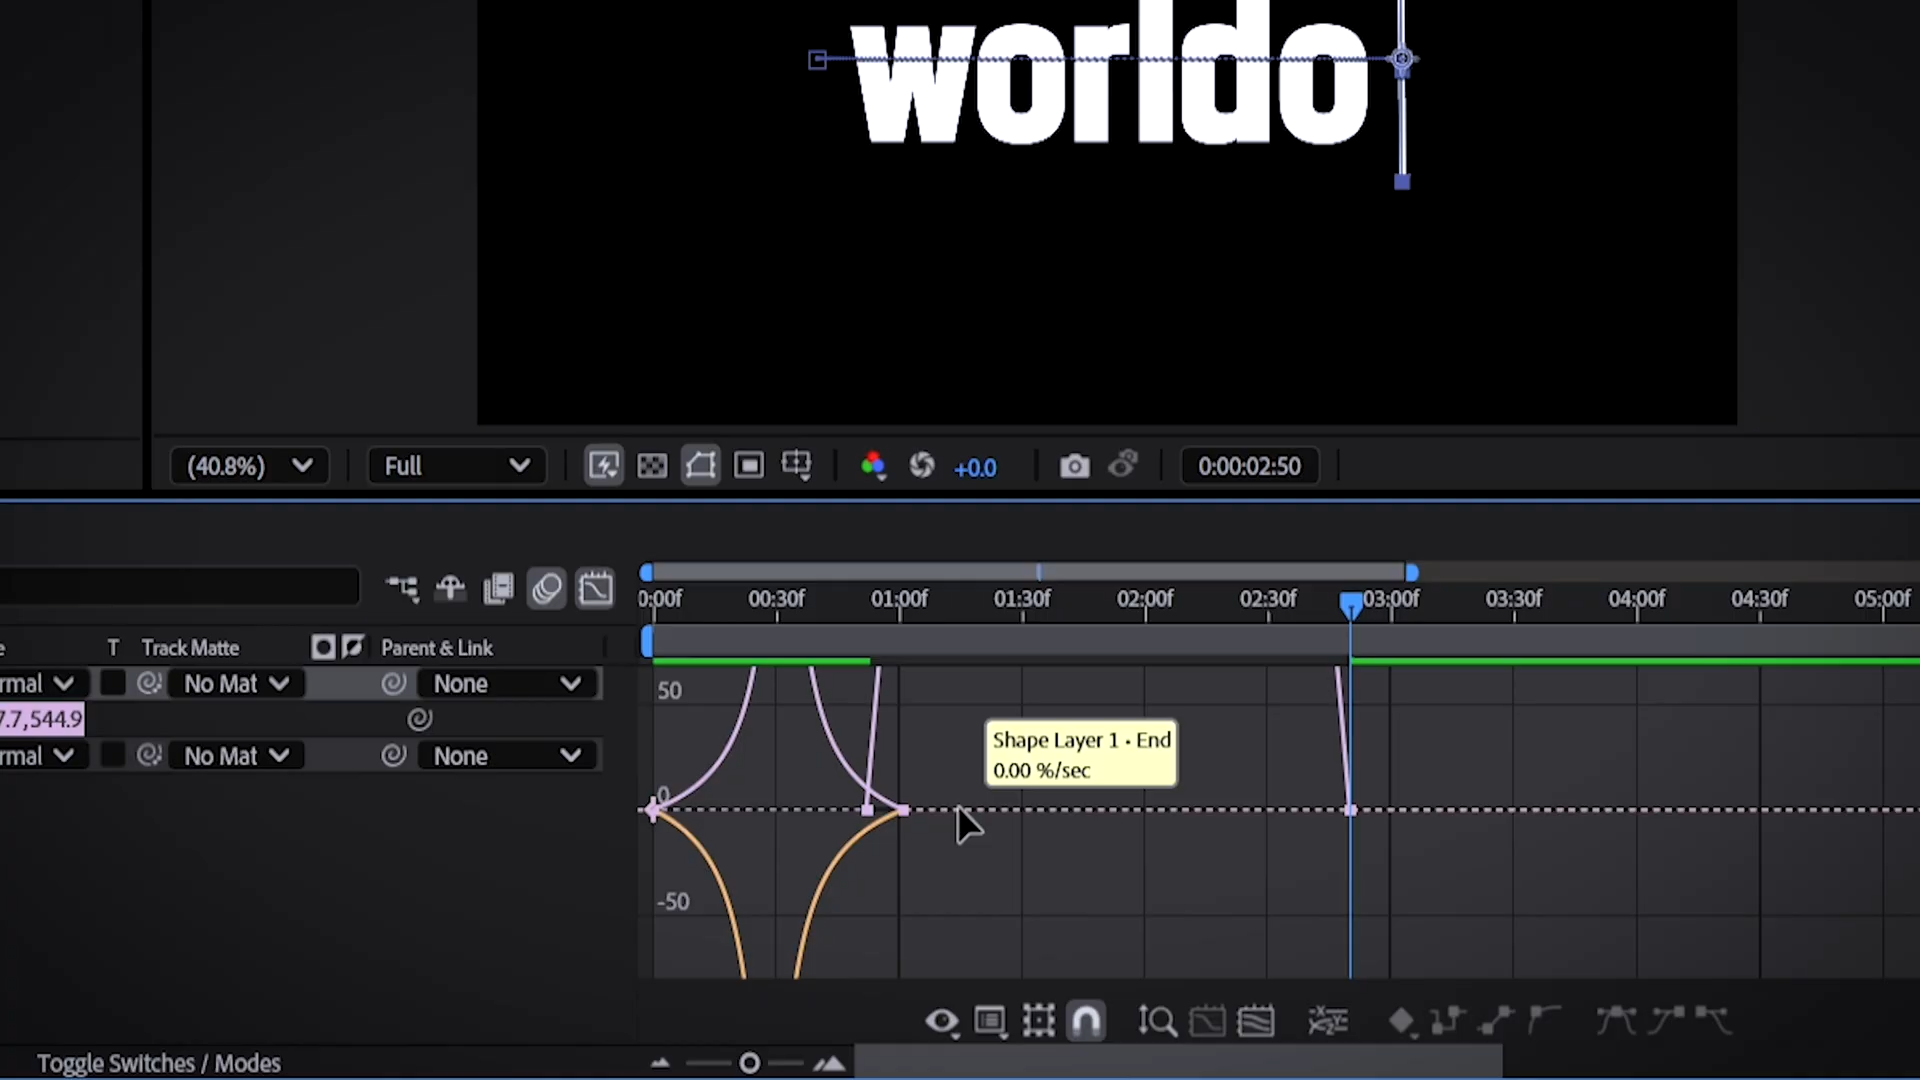 worldo
(40.8%)
Full
+0.0
0:00:02:50
0:00f 00:30f 01:00f 01:30f 02:00f 02:30f 03:00f 03:30f 04:00f 04:30f 05:00f
e T Track Matte Parent & Link
rmal No Mat None
7.7,544.9
rmal No Mat None
50
Shape Layer 1 • End
0.00 %/sec
0
-50
Toggle Switches / Modes